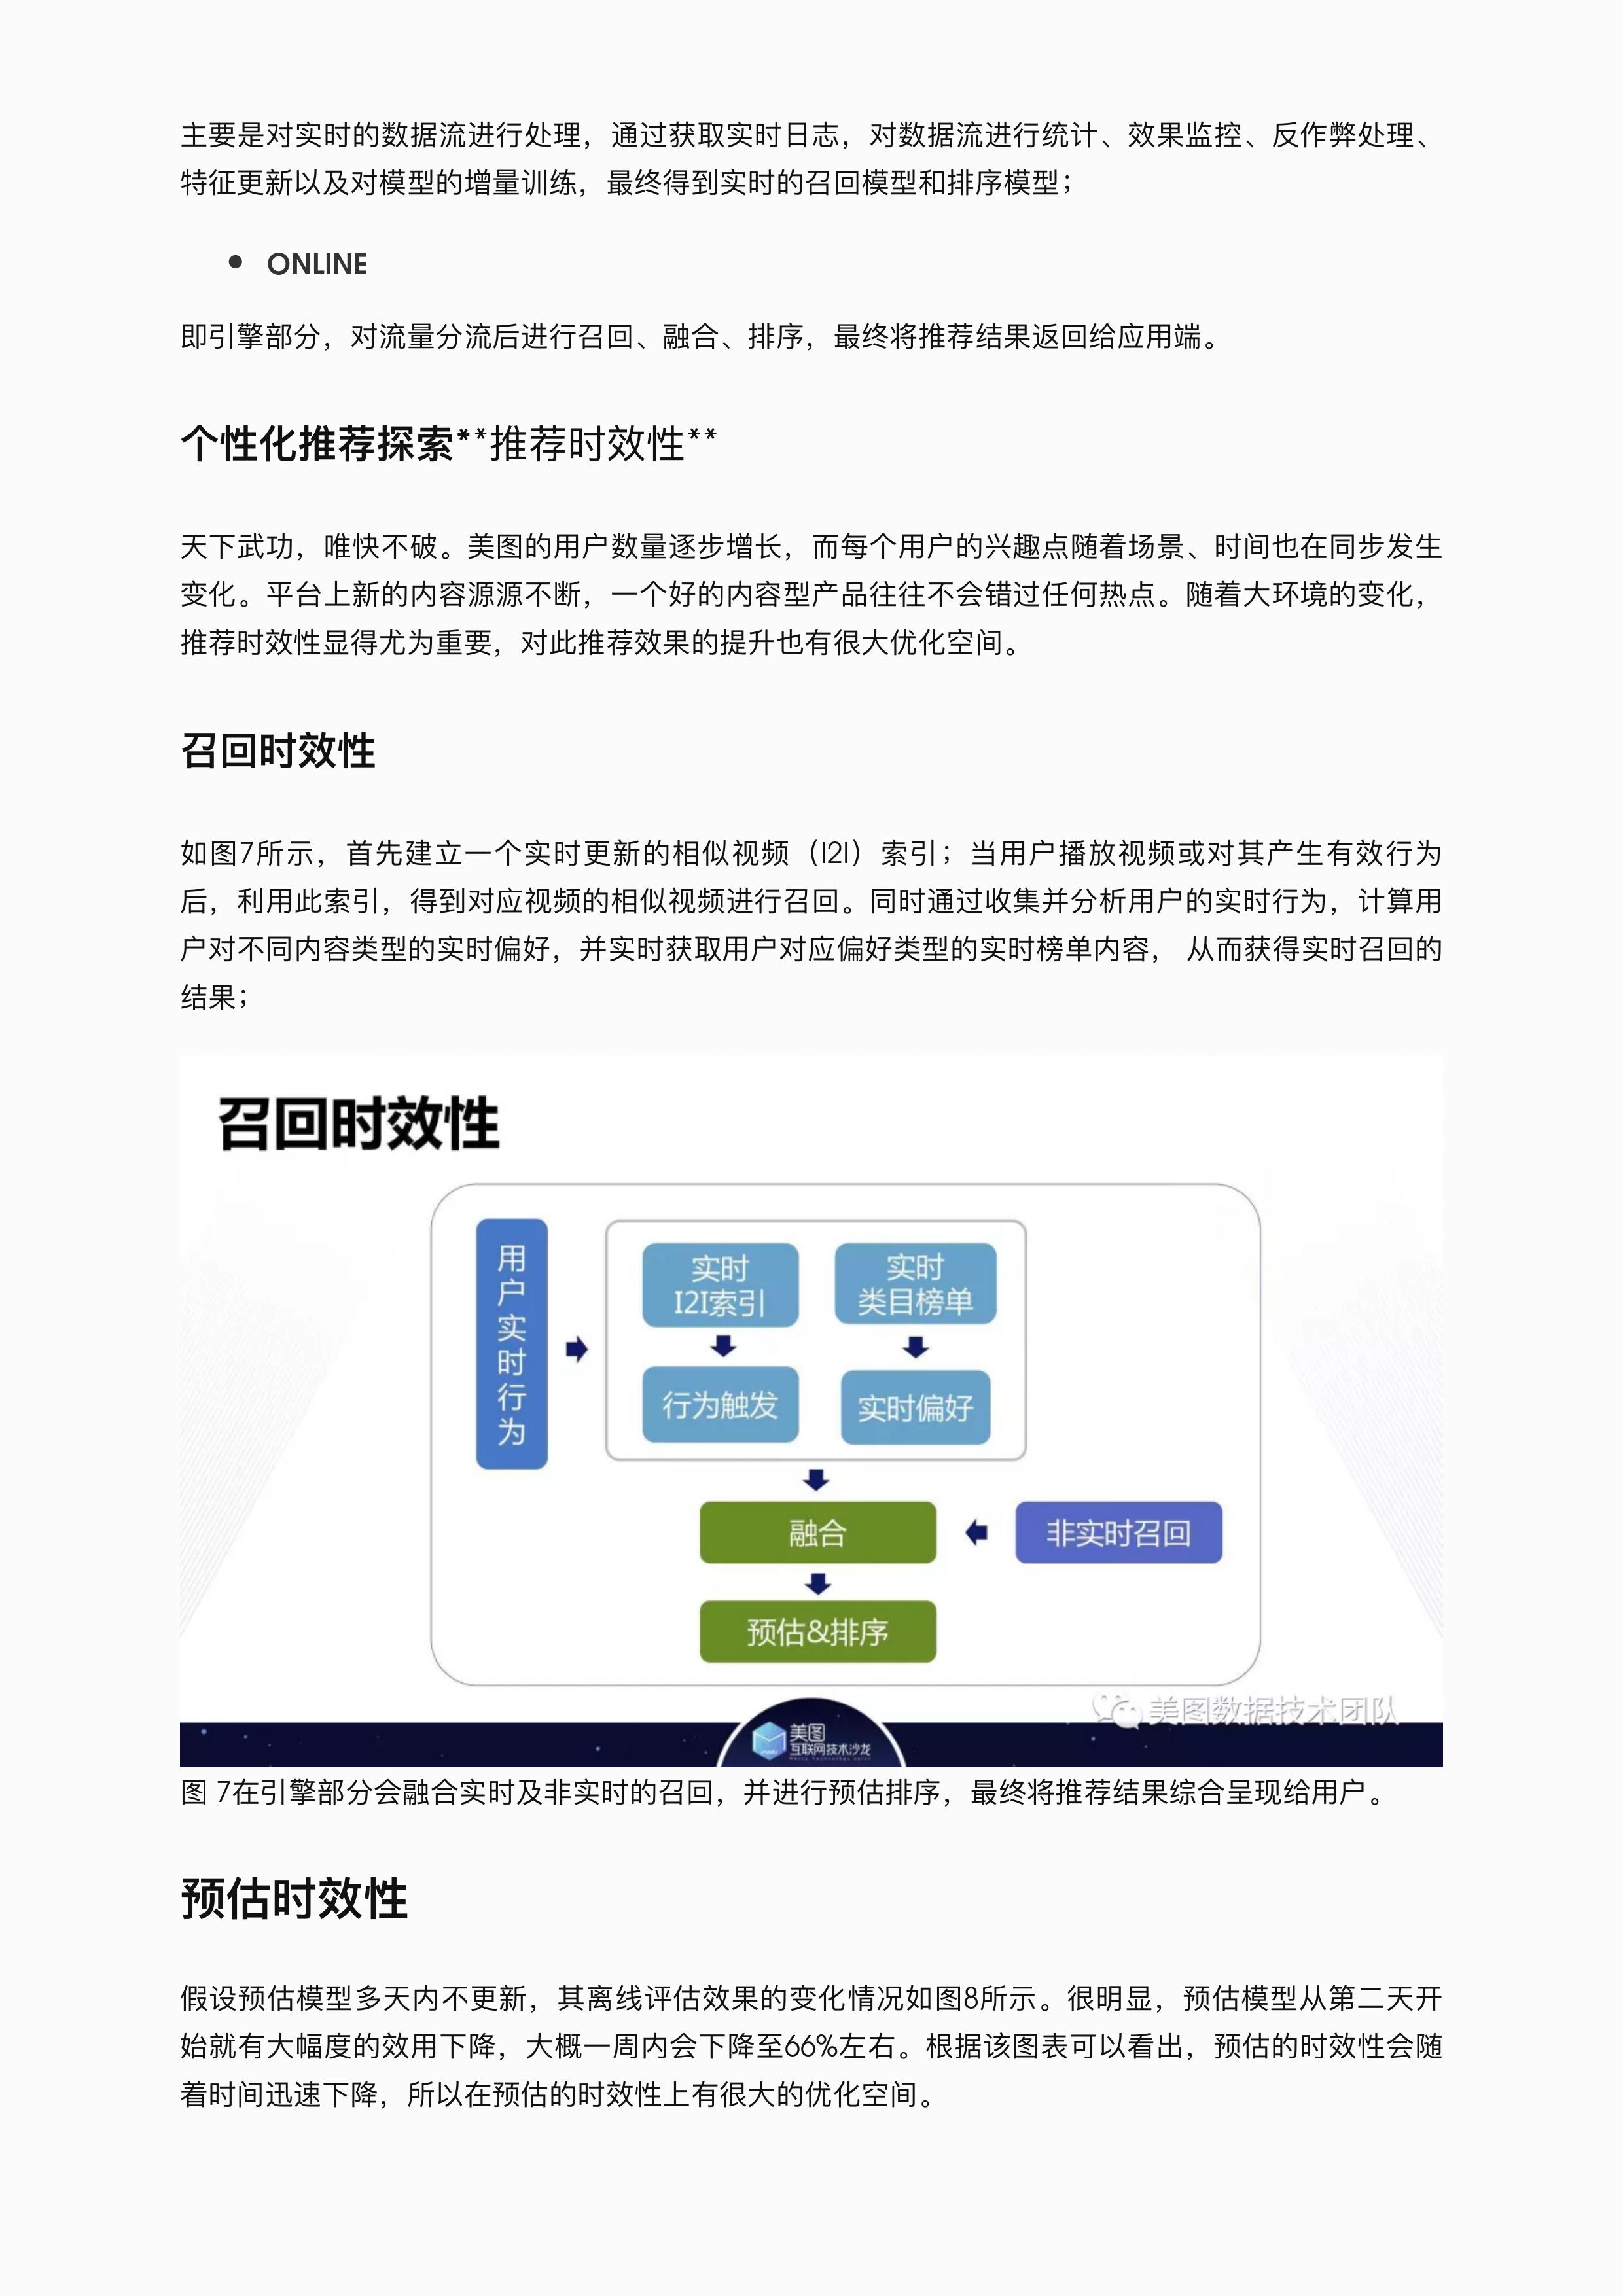 主要是对实时的数据流进行处理，通过获取实时日志，对数据流进行统计、效果监控、反作弊处理、
特征更新以及对模型的增量训练，最终得到实时的召回模型和排序模型；
• ONLINE
即引擎部分，对流量分流后进行召回、融合、排序，最终将推荐结果返回给应用端。
个性化推荐探索**推荐时效性**
天下武功，唯快不破。美图的用户数量逐步增长，而每个用户的兴趣点随着场景、时间也在同步发生
变化。平台上新的内容源源不断，一个好的内容型产品往往不会错过任何热点。随着大环境的变化，
推荐时效性显得尤为重要，对此推荐效果的提升也有很大优化空间。
召回时效性
如图7所示，首先建立一个实时更新的相似视频（I2I）索引；当用户播放视频或对其产生有效行为
后，利用此索引，得到对应视频的相似视频进行召回。同时通过收集并分析用户的实时行为，计算用
户对不同内容类型的实时偏好，并实时获取用户对应偏好类型的实时榜单内容， 从而获得实时召回的
结果；
召回时效性
用户实时行为
实时
I2I索引
实时
类目榜单
行为触发
实时偏好
融合
非实时召回
预估&排序
美图数据技术团队
美图
互联网技术沙龙
图 7在引擎部分会融合实时及非实时的召回，并进行预估排序，最终将推荐结果综合呈现给用户。
预估时效性
假设预估模型多天内不更新，其离线评估效果的变化情况如图8所示。很明显，预估模型从第二天开
始就有大幅度的效用下降，大概一周内会下降至66%左右。根据该图表可以看出，预估的时效性会随
着时间迅速下降，所以在预估的时效性上有很大的优化空间。